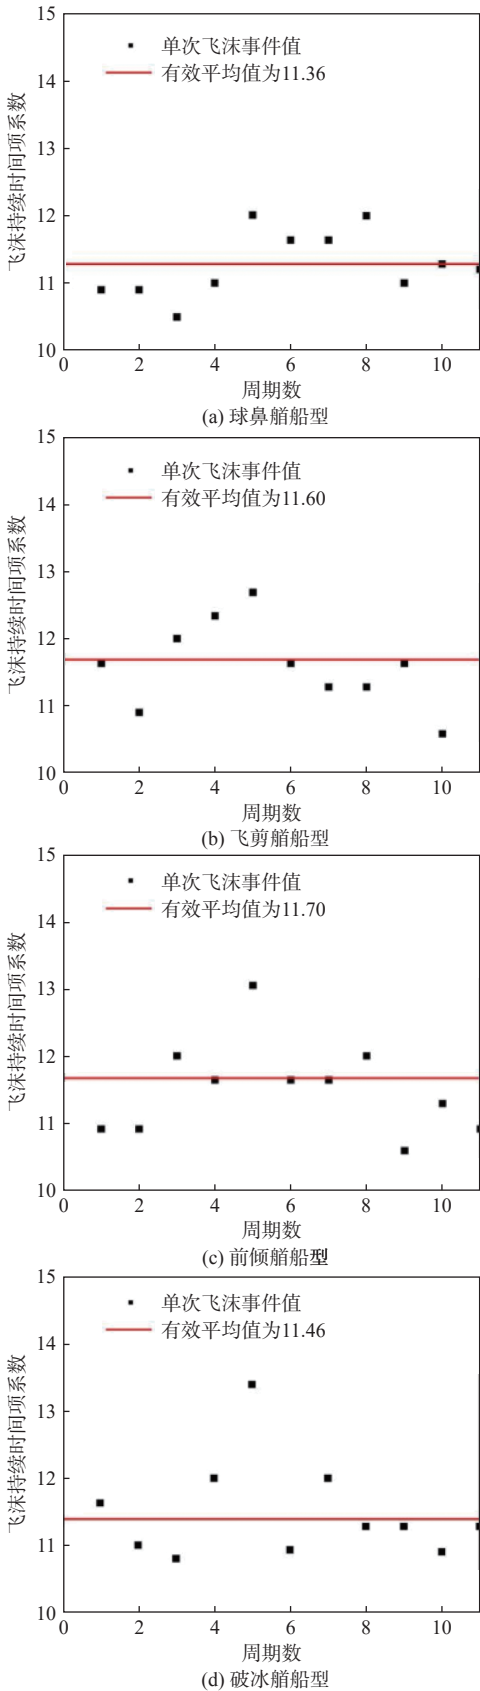 15
14
13
12
11
10
飞沫持续时间项系数
单次飞沫事件值
有效平均值为11.36
0 2 4 6 8 10
周期数
(a) 球鼻艏船型
15
14
13
12
11
10
飞沫持续时间项系数
单次飞沫事件值
有效平均值为11.60
0 2 4 6 8 10
周期数
(b) 飞剪艏船型
15
14
13
12
11
10
飞沫持续时间项系数
单次飞沫事件值
有效平均值为11.70
0 2 4 6 8 10
周期数
(c) 前倾艏船型
15
14
13
12
11
10
飞沫持续时间项系数
单次飞沫事件值
有效平均值为11.46
0 2 4 6 8 10
周期数
(d) 破冰艏船型